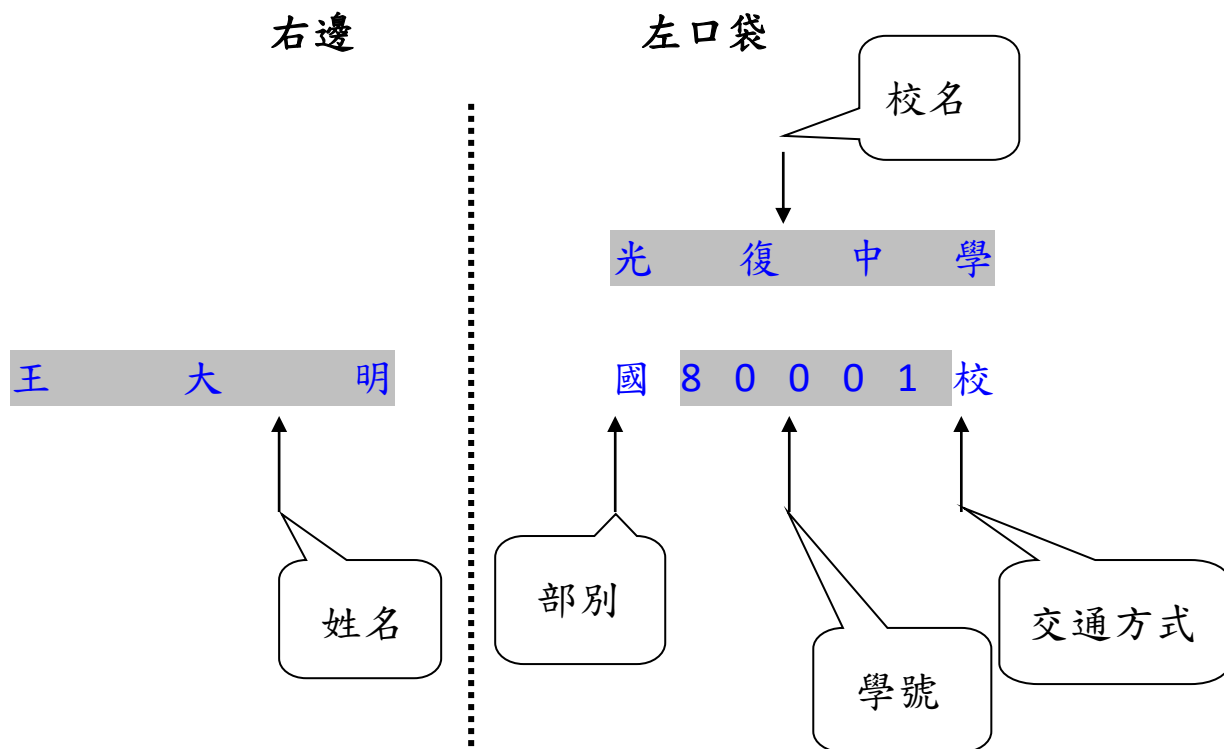 右邊 左口袋
校名
光復中學
王大明 國80001校
姓名 部別 學號 交通方式